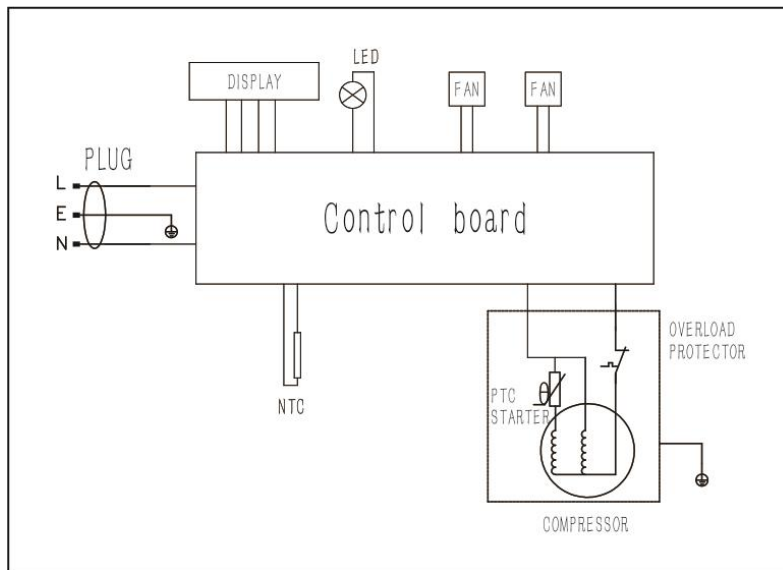 LED
DISPLAY
FAN
FAN
PLUG
L
E
N
Control board
OVERLOAD
PROTECTOR
PTC
STARTER
NTC
COMPRESSOR